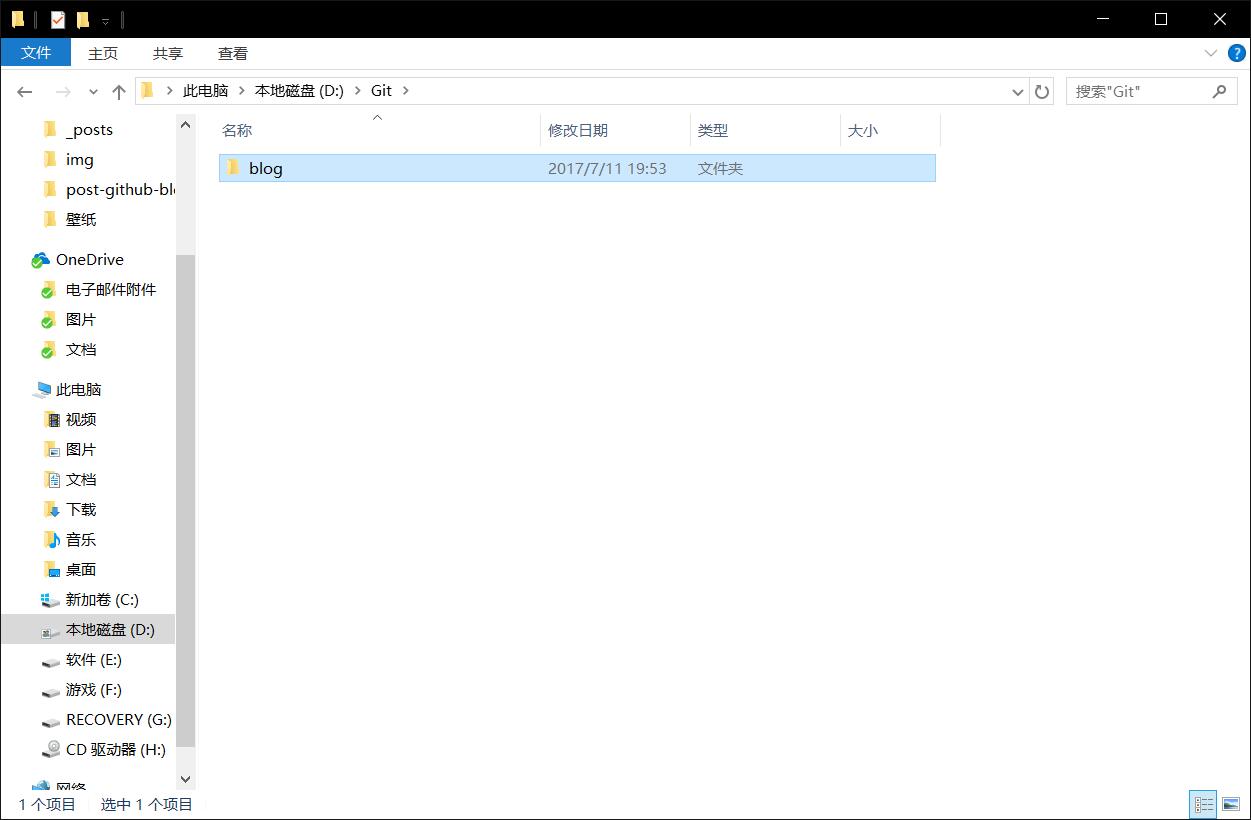 文件 主页 共享 查看
此电脑 本地磁盘 (D:) Git 搜索"Git"
名称 修改日期 类型 大小
blog 2017/7/11 19:53 文件夹
_posts
img
post-github-bl
壁纸
OneDrive
电子邮件附件
图片
文档
此电脑
视频
图片
文档
下载
音乐
桌面
新加卷 (C:)
本地磁盘 (D:)
软件 (E:)
游戏 (F:)
RECOVERY (G:)
CD 驱动器 (H:)
网络
1 个项目 选中 1 个项目